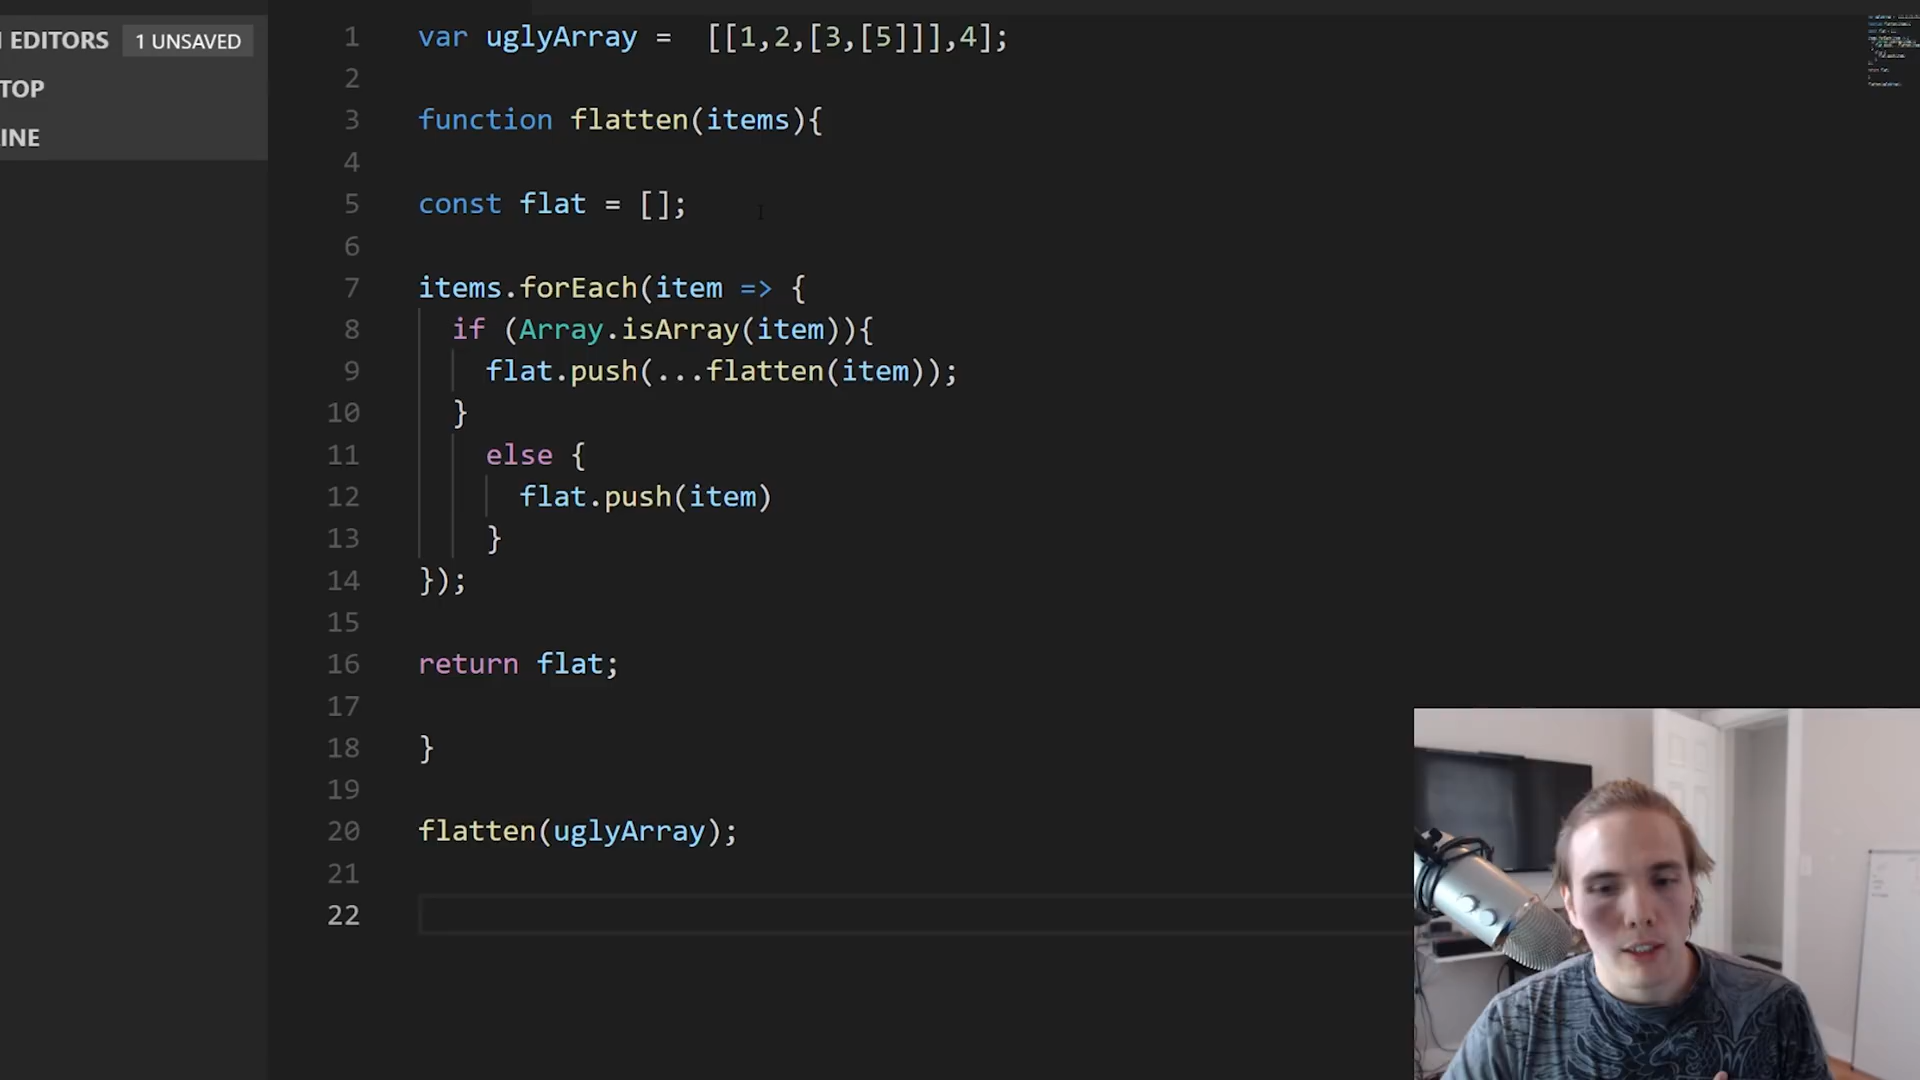 EDITORS 1 UNSAVED
TOP
LINE
1 var uglyArray =  [[1,2,[3,[5]]],4];
2
3 function flatten(items){
4
5 const flat = [];
6
7 items.forEach(item => {
8   if (Array.isArray(item)){
9     flat.push(...flatten(item));
10   }
11     else {
12       flat.push(item)
13     }
14 });
15
16 return flat;
17
18 }
19
20 flatten(uglyArray);
21
22